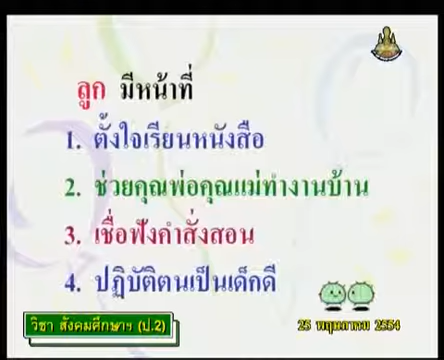 ลูก มีหน้าที่
1. ตั้งใจเรียนหนังสือ
2. ช่วยคุณพ่อคุณแม่ทำงานบ้าน
3. เชื่อฟังคำสั่งสอน
4. ปฏิบัติตนเป็นเด็กดี
วิชา สังคมศึกษาฯ (ป.2)
25 พฤษภาคม 2554